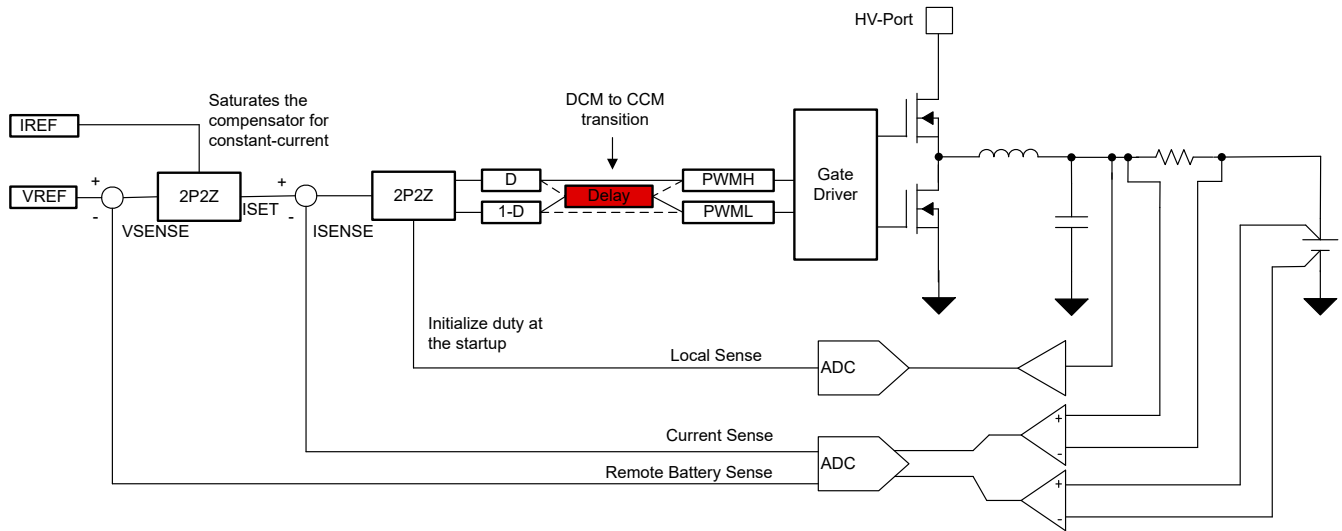 HV-Port
Saturates the
compensator for
constant-current
DCM to CCM
transition
IREF
VREF
+
-
2P2Z
ISET
VSENSE
+
-
ISENSE
2P2Z
D
1-D
Delay
PWMH
PWML
Gate
Driver
Initialize duty at
the startup
Local Sense
ADC
Current Sense
Remote Battery Sense
ADC
+
-
+
-